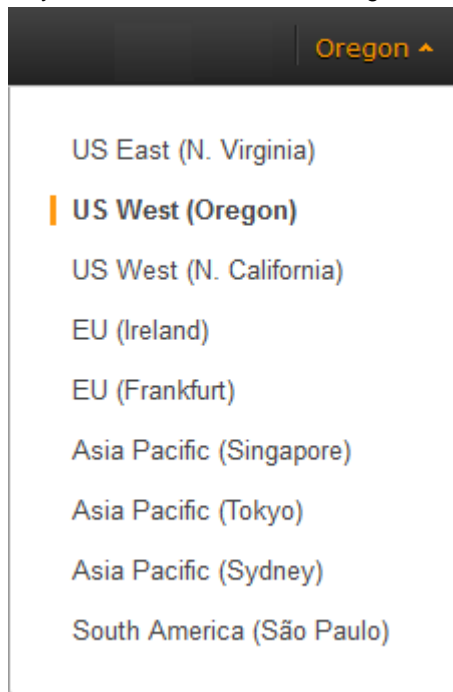 Oregon
US East (N. Virginia)
US West (Oregon)
US West (N. California)
EU (Ireland)
EU (Frankfurt)
Asia Pacific (Singapore)
Asia Pacific (Tokyo)
Asia Pacific (Sydney)
South America (São Paulo)